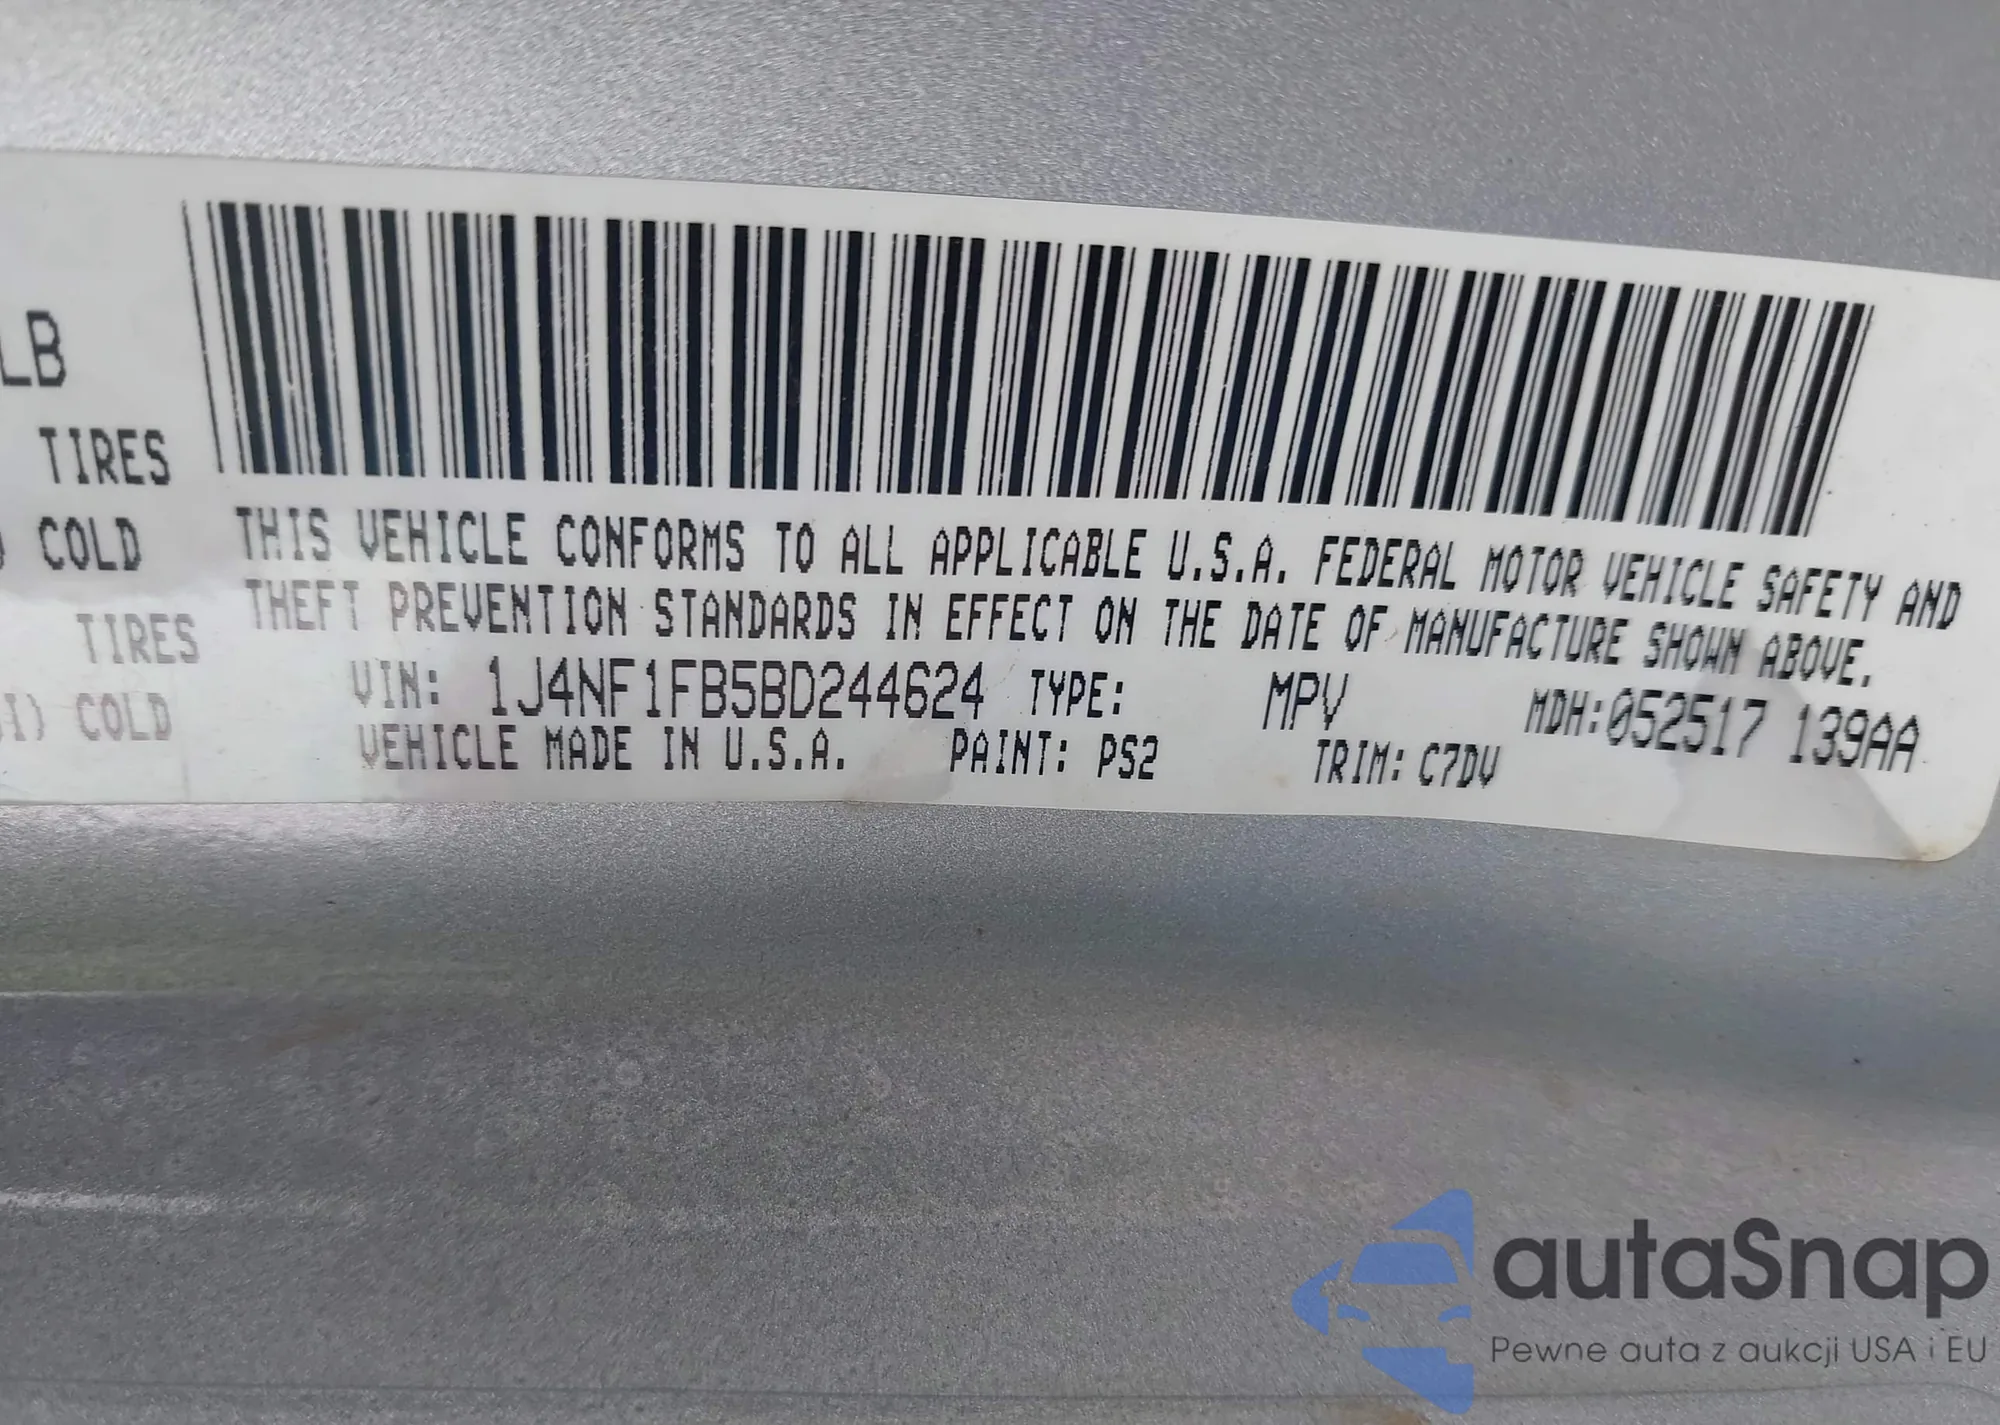 LB
TIRES
COLD
TIRES
I) COLD
THIS VEHICLE CONFORMS TO ALL APPLICABLE U.S.A. FEDERAL MOTOR VEHICLE SAFETY AND
THEFT PREVENTION STANDARDS IN EFFECT ON THE DATE OF MANUFACTURE SHOWN ABOVE.
VIN: 1J4NF1FB5BD244624 TYPE: MPV MDH:052517 139AA
VEHICLE MADE IN U.S.A. PAINT: PS2 TRIM: C7DV
autaSnap
Pewne auta z aukcji USA i EU